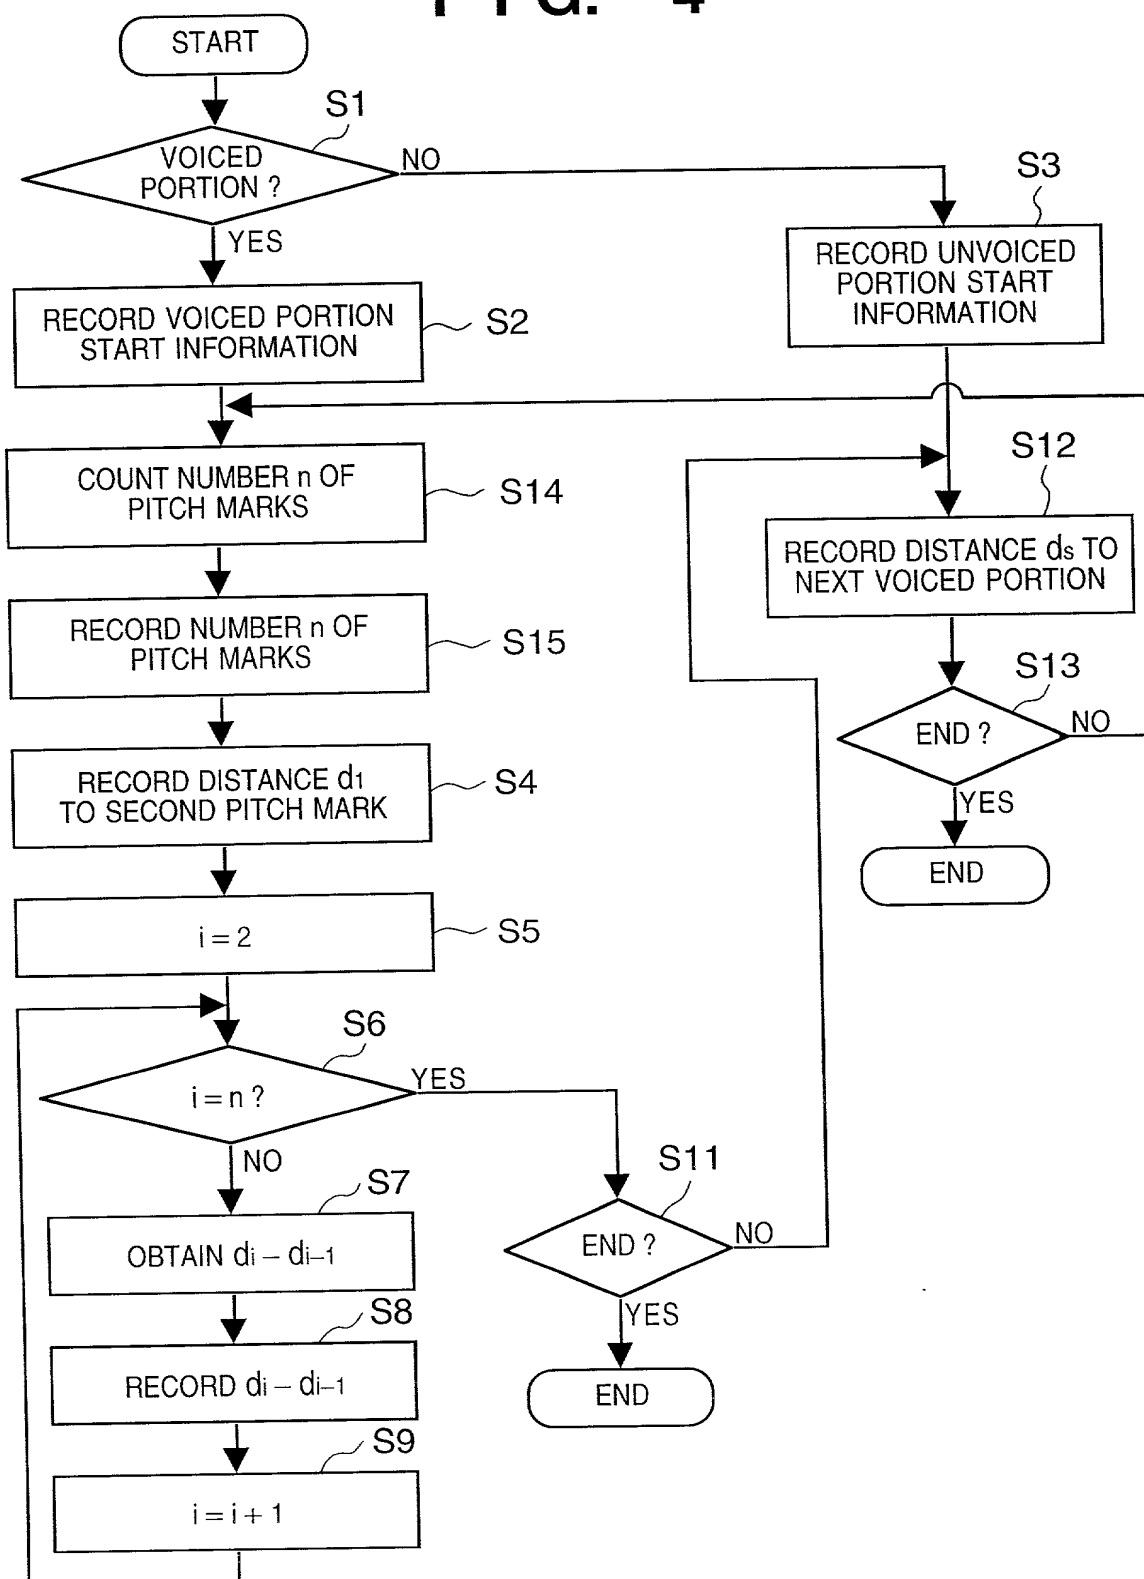 FIG. 4
START
S1
VOICED
PORTION ?
NO
YES
S3
RECORD UNVOICED
PORTION START
INFORMATION
RECORD VOICED PORTION
START INFORMATION
S2
COUNT NUMBER n OF
PITCH MARKS
S14
S12
RECORD DISTANCE ds TO
NEXT VOICED PORTION
RECORD NUMBER n OF
PITCH MARKS
S15
S13
END ?
NO
YES
END
RECORD DISTANCE d1
TO SECOND PITCH MARK
S4
i = 2
S5
S6
i = n ?
YES
NO
S11
END ?
NO
YES
END
S7
OBTAIN di – di–1
S8
RECORD di – di–1
S9
i = i + 1